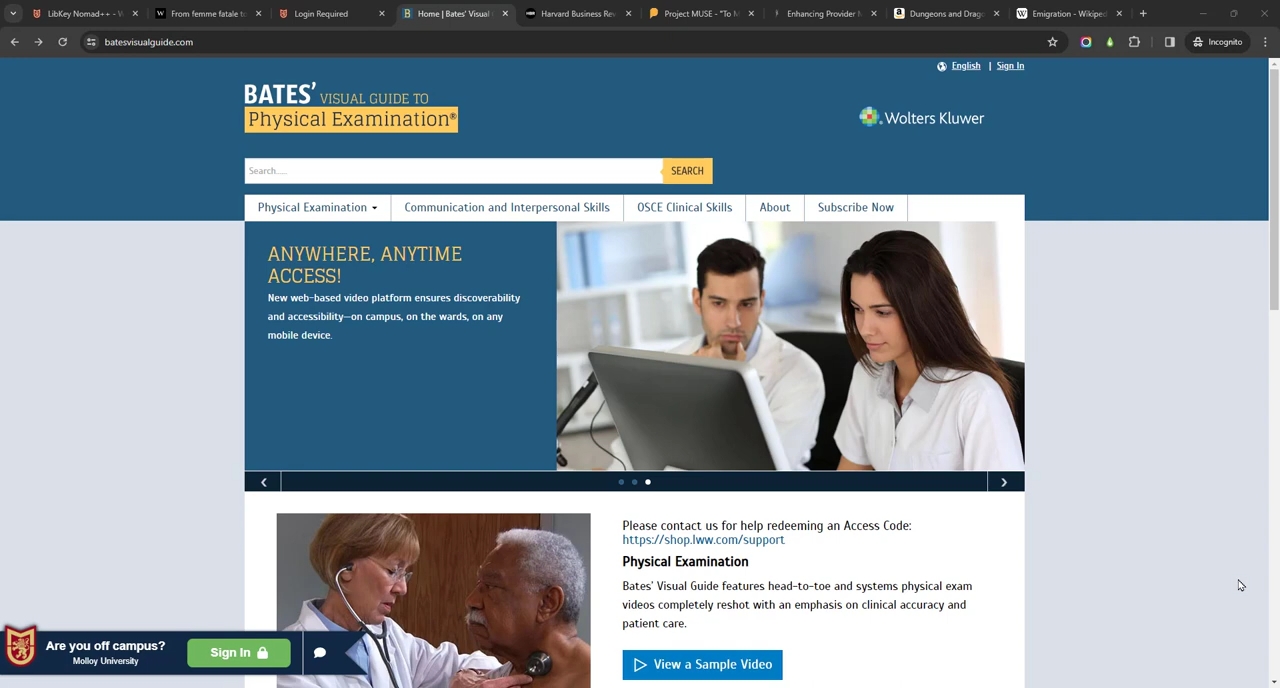 LibKey Nomad++ - W
From femme fatale to
Login Required
Home | Bates' Visual
Harvard Business Rev
Project MUSE - "To M
Enhancing Provider M
Dungeons and Drago
Emigration - Wikiped
batesvisualguide.com
Incognito
English | Sign In
BATES' VISUAL GUIDE TO
Physical Examination®
Wolters Kluwer
Search.....
SEARCH
Physical Examination
Communication and Interpersonal Skills
OSCE Clinical Skills
About
Subscribe Now
ANYWHERE, ANYTIME
ACCESS!
New web-based video platform ensures discoverability
and accessibility—on campus, on the wards, on any
mobile device.
Please contact us for help redeeming an Access Code:
https://shop.lww.com/support
Physical Examination
Bates' Visual Guide features head-to-toe and systems physical exam
videos completely reshot with an emphasis on clinical accuracy and
patient care.
View a Sample Video
Are you off campus?
Molloy University
Sign In